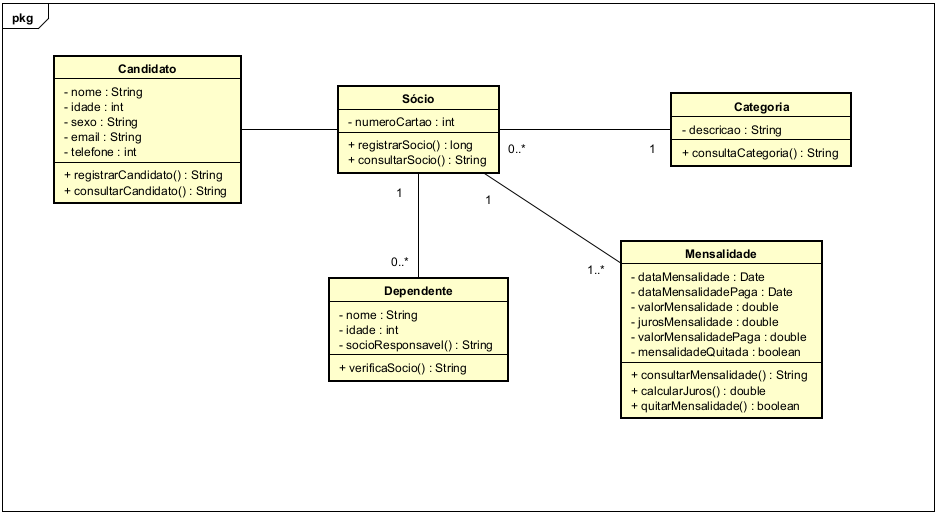 pkg
Candidato
- nome : String
- idade : int
- sexo : String
- email : String
- telefone : int
+ registrarCandidato() : String
+ consultarCandidato() : String
Sócio
- numeroCartao : int
+ registrarSocio() : long
+ consultarSocio() : String
0..*
1
Categoria
- descricao : String
+ consultaCategoria() : String
1
0..*
1
1..*
Dependente
- nome : String
- idade : int
- socioResponsavel() : String
+ verificaSocio() : String
Mensalidade
- dataMensalidade : Date
- dataMensalidadePaga : Date
- valorMensalidade : double
- jurosMensalidade : double
- valorMensalidadePaga : double
- mensalidadeQuitada : boolean
+ consultarMensalidade() : String
+ calcularJuros() : double
+ quitarMensalidade() : boolean